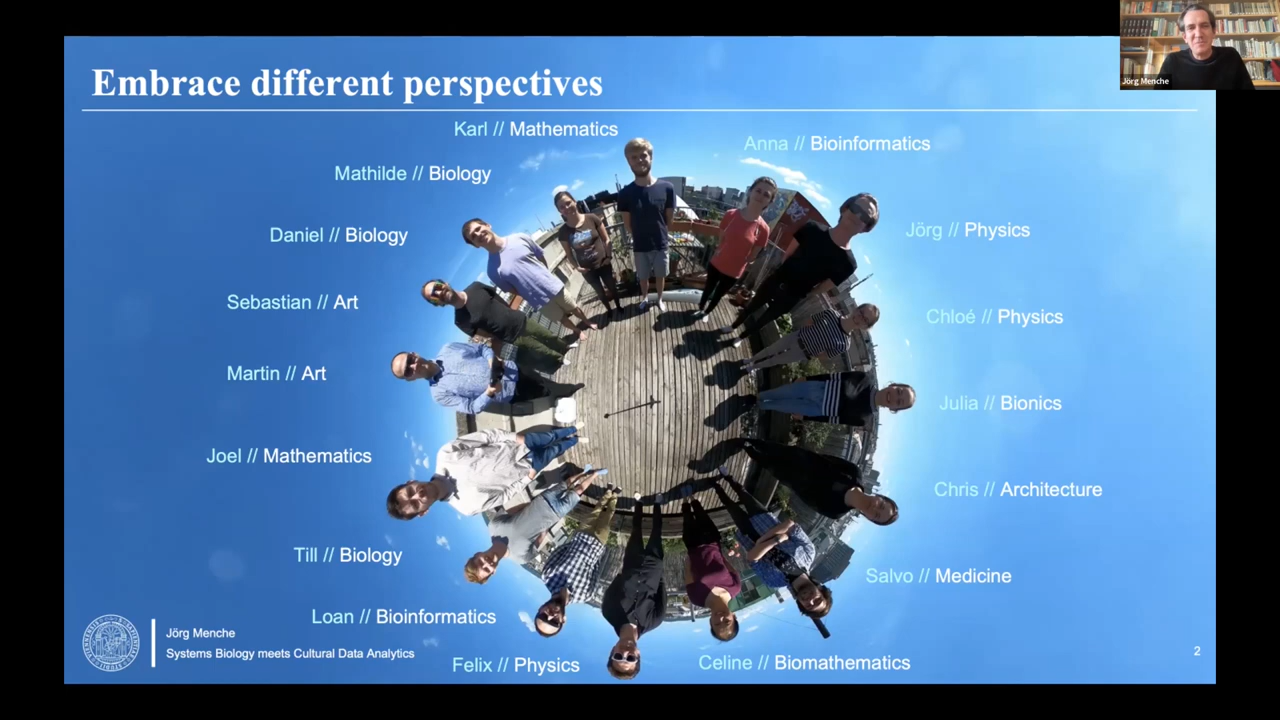 Embrace different perspectives
Jörg Menche
Karl // Mathematics
Anna // Bioinformatics
Mathilde // Biology
Daniel // Biology
Jörg // Physics
Sebastian // Art
Chloé // Physics
Martin // Art
Julia // Bionics
Joel // Mathematics
Chris // Architecture
Till // Biology
Salvo // Medicine
Loan // Bioinformatics
Felix // Physics
Celine // Biomathematics
Jörg Menche
Systems Biology meets Cultural Data Analytics
2